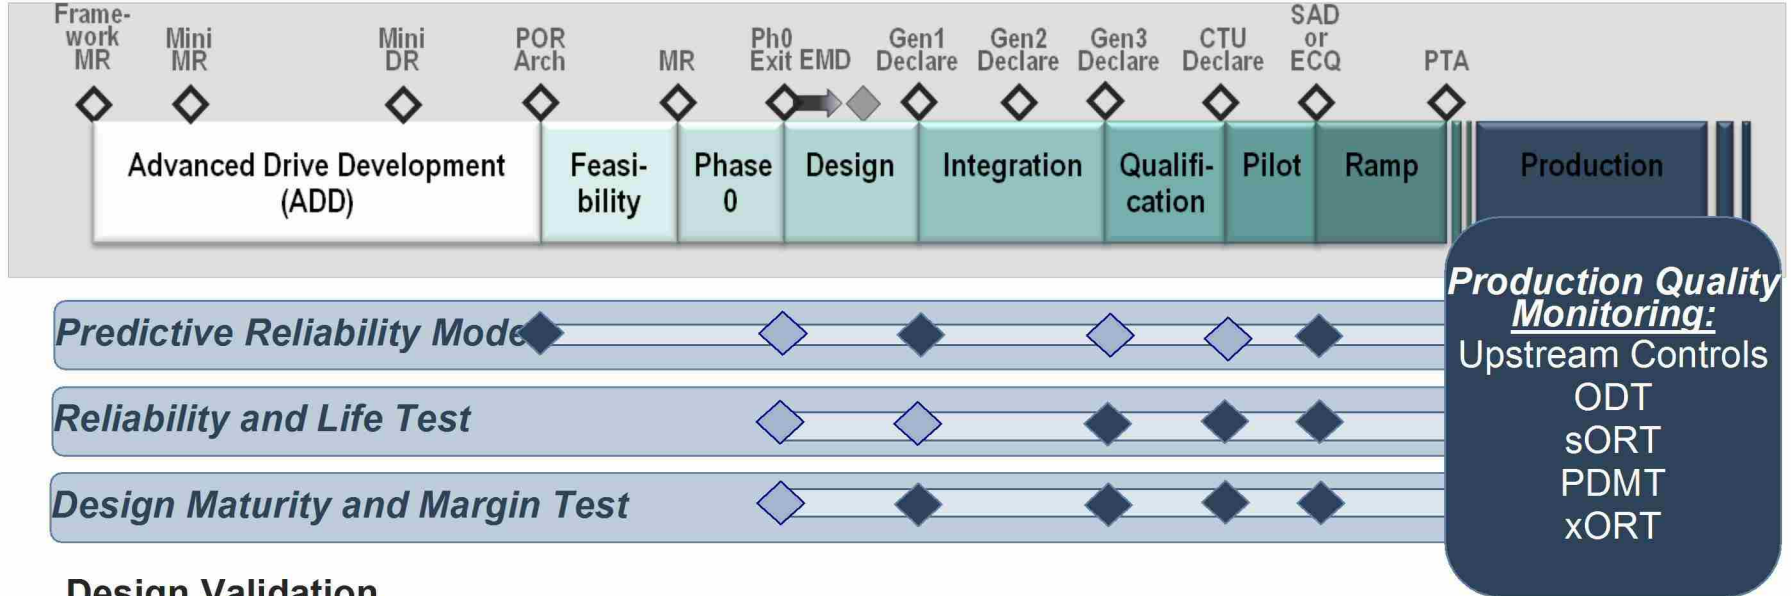 Frame-
work
MR
Mini
MR
Mini
DR
POR
Arch
MR
Ph0
Exit
EMD
Gen1
Declare
Gen2
Declare
Gen3
Declare
CTU
Declare
SAD
or
ECQ
PTA
Advanced Drive Development
(ADD)
Feasi-
bility
Phase
0
Design
Integration
Qualifi-
cation
Pilot
Ramp
Production
Predictive Reliability Mode
Reliability and Life Test
Design Maturity and Margin Test
Production Quality
Monitoring:
Upstream Controls
ODT
sORT
PDMT
xORT
Design Validation